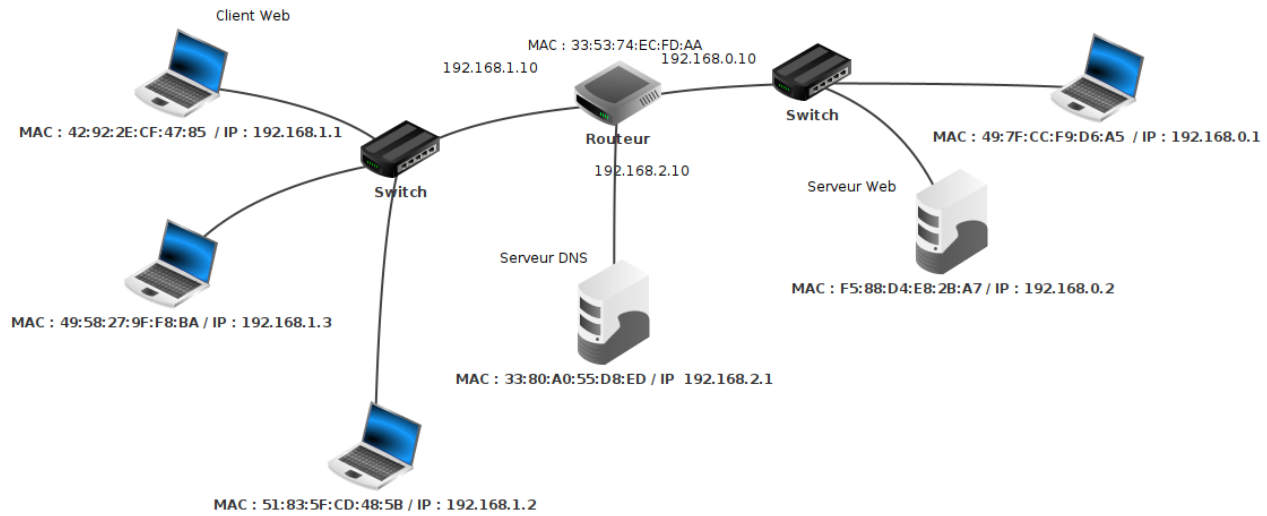 Client Web
MAC : 33:53:74:EC:FD:AA
192.168.1.10
192.168.0.10
MAC : 42:92:2E:CF:47:85 / IP : 192.168.1.1
Switch
Routeur
Switch
MAC : 49:7F:CC:F9:D6:A5 / IP : 192.168.0.1
192.168.2.10
Serveur Web
Serveur DNS
MAC : F5:88:D4:E8:2B:A7 / IP : 192.168.0.2
MAC : 49:58:27:9F:F8:BA / IP : 192.168.1.3
MAC : 33:80:A0:55:D8:ED / IP 192.168.2.1
MAC : 51:83:5F:CD:48:5B / IP : 192.168.1.2